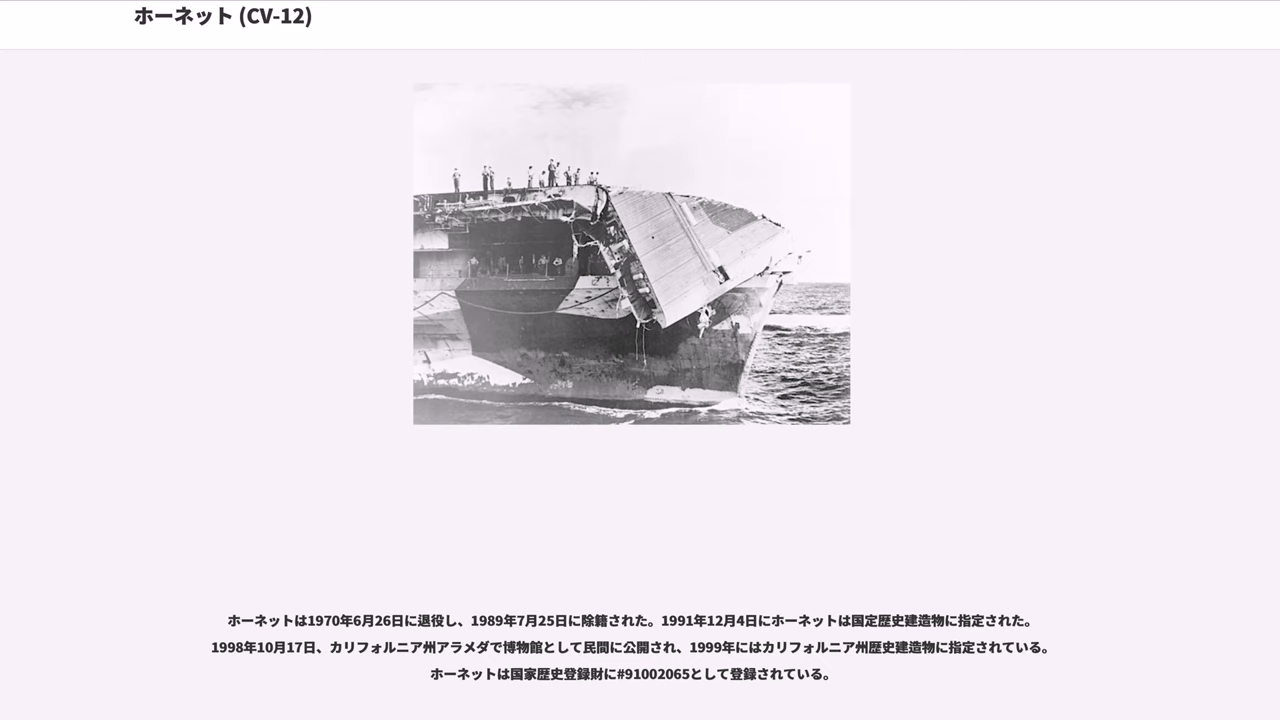 ホーネット (CV-12)
ホーネットは1970年6月26日に退役し、1989年7月25日に除籍された。1991年12月4日にホーネットは国定歴史建造物に指定された。
1998年10月17日、カリフォルニア州アラメダで博物館として民間に公開され、1999年にはカリフォルニア州歴史建造物に指定されている。
ホーネットは国家歴史登録財に#91002065として登録されている。